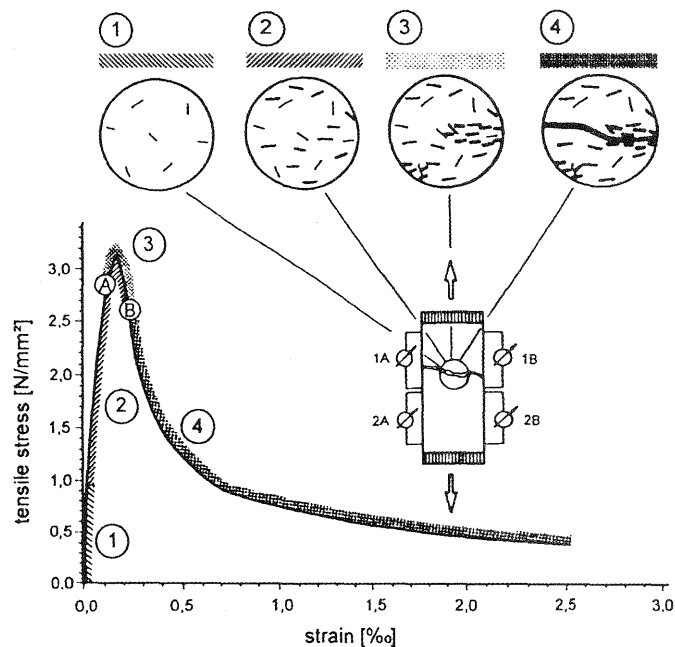 1 2 3 4
tensile stress [N/mm²]
3,0
2,5
2,0
1,5
1,0
0,5
0,0
A
B
3
2
4
1
1A
1B
2A
2B
0,0 0,5 1,0 1,5 2,0 2,5 3,0
strain [‰]